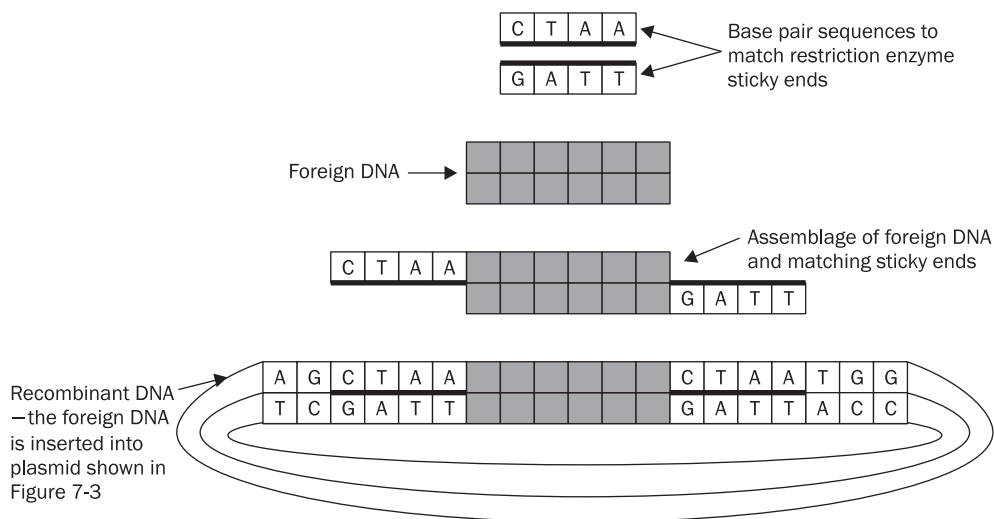 C T A A
G A T T
Base pair sequences to
match restriction enzyme
sticky ends
Foreign DNA
Assemblage of foreign DNA
and matching sticky ends
C T A A
G A T T
Recombinant DNA
—the foreign DNA
is inserted into
plasmid shown in
Figure 7-3
A G C T A A C T A A T G G
T C G A T T G A T T A C C